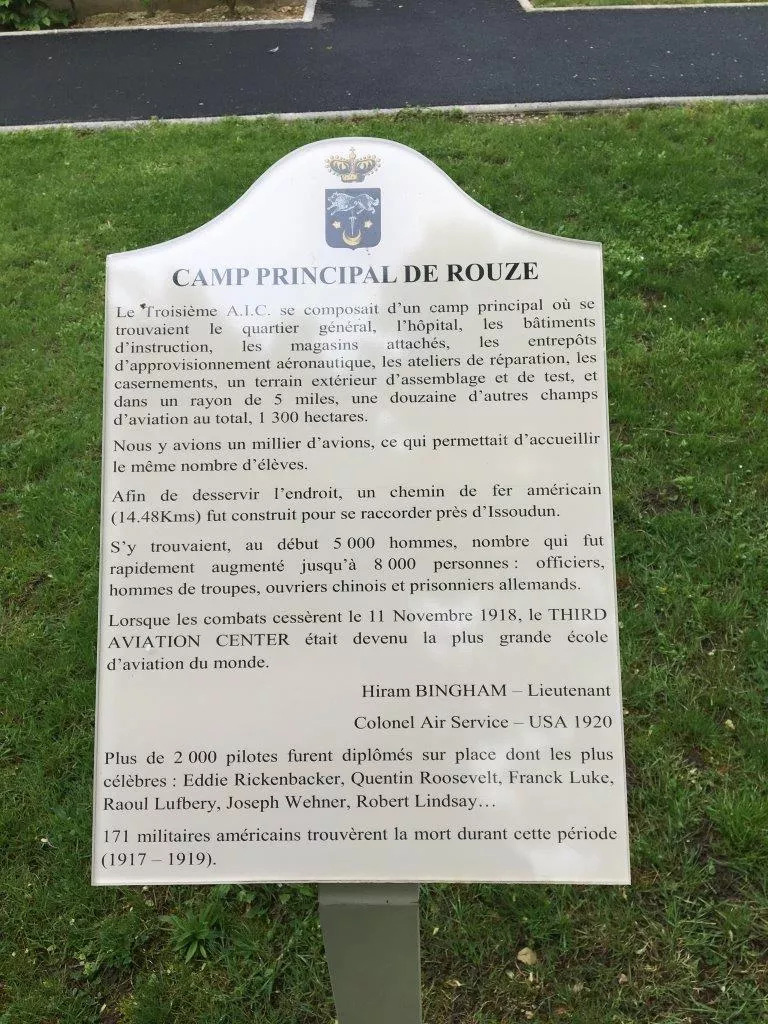 CAMP PRINCIPAL DE ROUZE
Le Troisième A.I.C. se composait d'un camp principal où se
trouvaient le quartier général, l'hôpital, les bâtiments
d'instruction, les magasins attachés, les entrepôts
d'approvisionnement aéronautique, les ateliers de réparation, les
casernements, un terrain extérieur d'assemblage et de test, et
dans un rayon de 5 miles, une douzaine d'autres champs
d'aviation au total, 1 300 hectares.
Nous y avions un millier d'avions, ce qui permettait d'accueillir
le même nombre d'élèves.
Afin de desservir l'endroit, un chemin de fer américain
(14.48Kms) fut construit pour se raccorder près d'Issoudun.
S'y trouvaient, au début 5 000 hommes, nombre qui fut
rapidement augmenté jusqu'à 8 000 personnes : officiers,
hommes de troupes, ouvriers chinois et prisonniers allemands.
Lorsque les combats cessèrent le 11 Novembre 1918, le THIRD
AVIATION CENTER était devenu la plus grande école
d'aviation du monde.
Hiram BINGHAM – Lieutenant
Colonel Air Service – USA 1920
Plus de 2 000 pilotes furent diplômés sur place dont les plus
célèbres : Eddie Rickenbacker, Quentin Roosevelt, Franck Luke,
Raoul Lufbery, Joseph Wehner, Robert Lindsay…
171 militaires américains trouvèrent la mort durant cette période
(1917 – 1919).